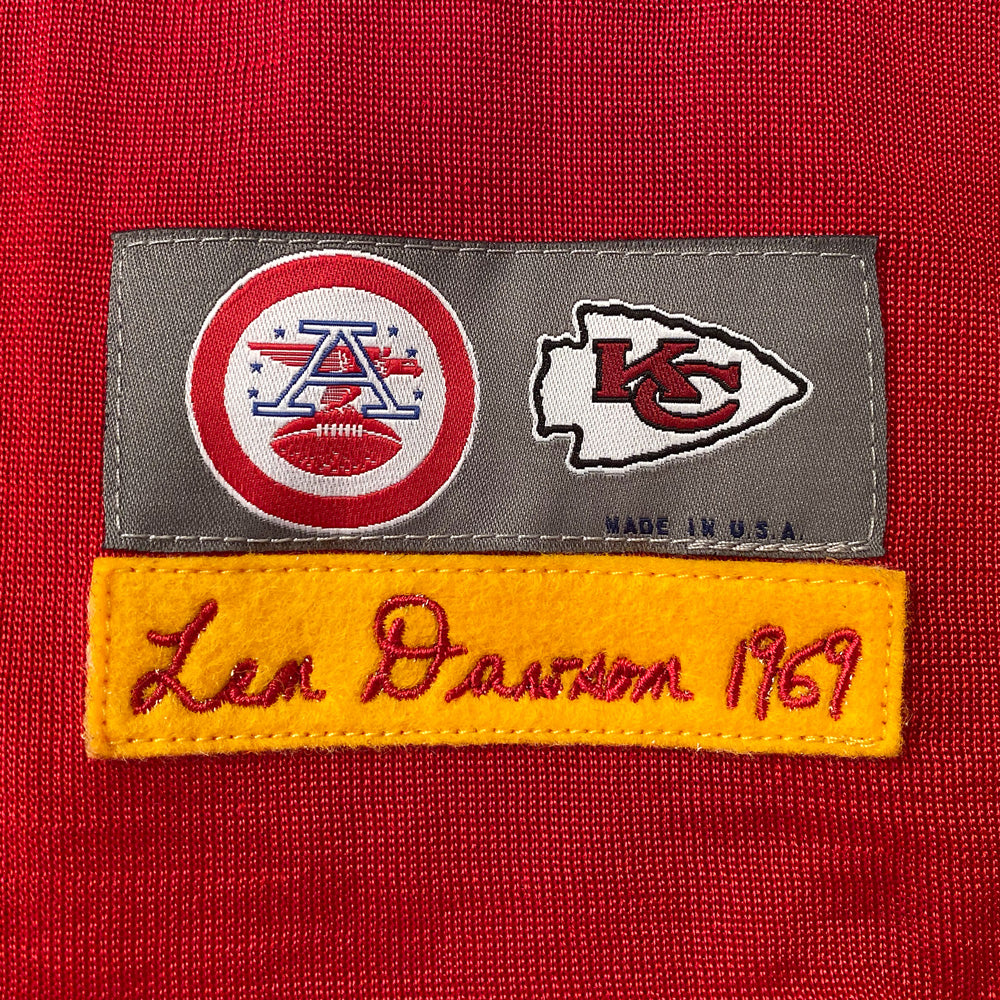 A
KC
MADE IN U.S.A.
Len Dawson 1969